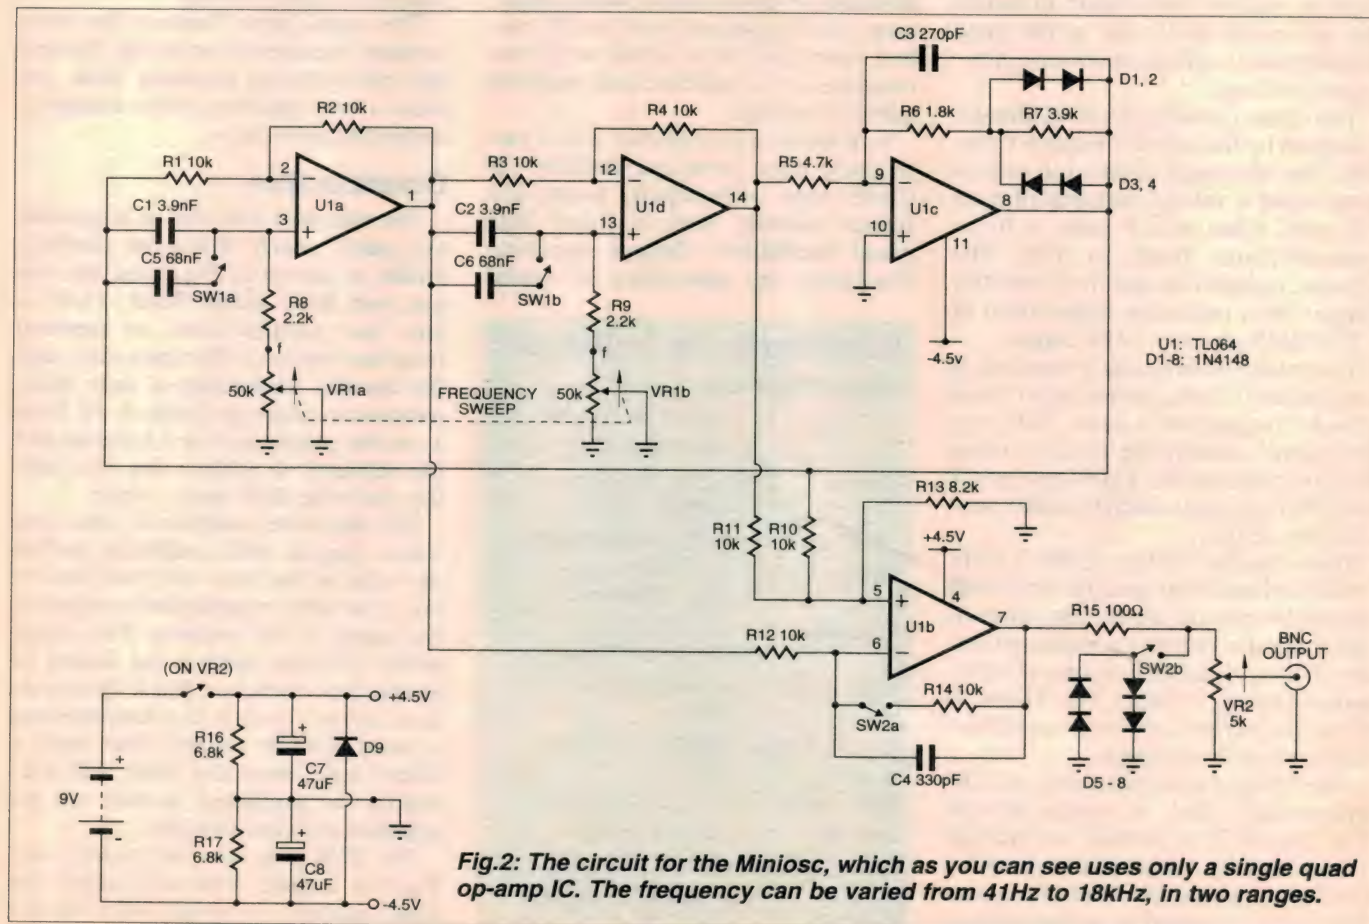 C3 270pF
D1, 2
R2 10k
R4 10k
R6 1.8k
R7 3.9k
R1 10k
R3 10k
R5 4.7k
D3, 4
2
12
9
−
−
−
U1a
1
U1d
14
U1c
8
C1 3.9nF
3
+
C2 3.9nF
13
+
10
+
11
C5 68nF
SW1a
C6 68nF
SW1b
R8
2.2k
R9
2.2k
-4.5v
U1: TL064
D1-8: 1N4148
f
f
50k
VR1a
FREQUENCY
SWEEP
50k
VR1b
R13 8.2k
R11
10k
R10
10k
+4.5V
5
+
4
U1b
7
R15 100Ω
BNC
OUTPUT
R12 10k
6
−
SW2b
R14 10k
VR2
5k
SW2a
C4 330pF
D5 - 8
(ON VR2)
+4.5V
R16
6.8k
+
C7
47uF
D9
+
9V
-
R17
6.8k
+
C8
47uF
-4.5V
Fig.2: The circuit for the Miniosc, which as you can see uses only a single quad
op-amp IC. The frequency can be varied from 41Hz to 18kHz, in two ranges.